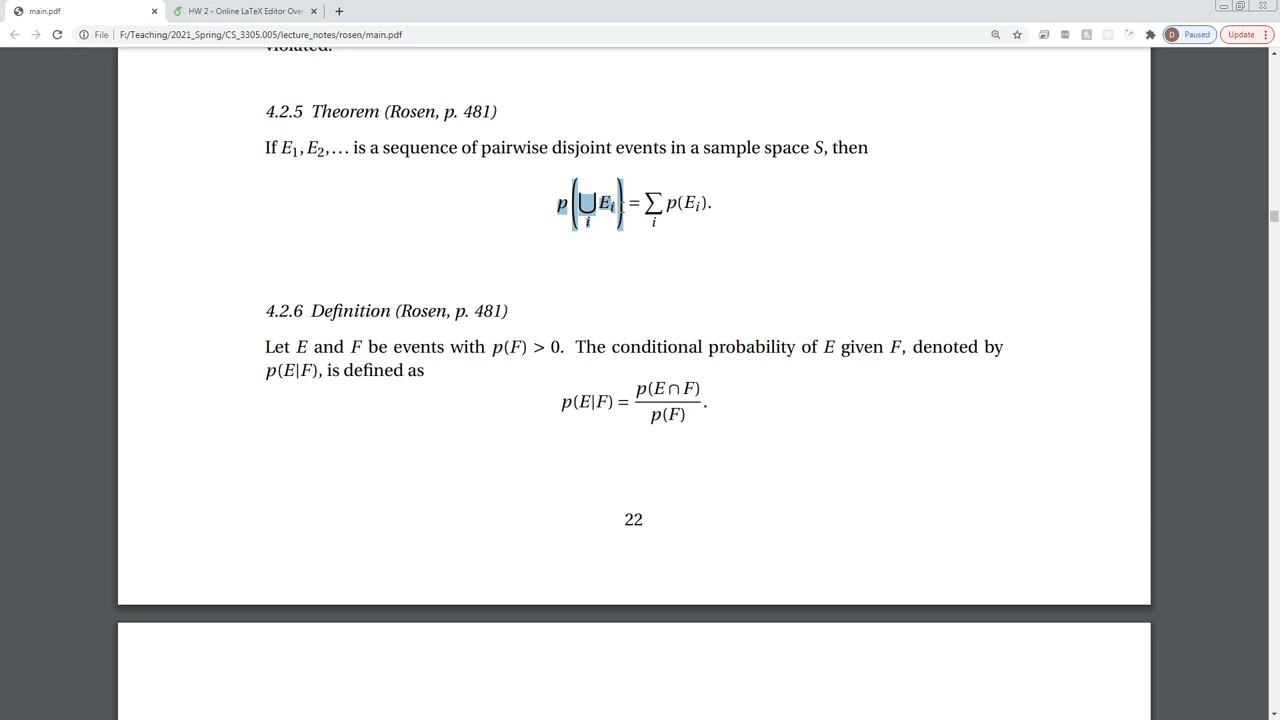 main.pdf
HW 2 - Online LaTeX Editor Over
File
F:/Teaching/2021_Spring/CS_3305.005/lecture_notes/rosen/main.pdf
D Paused
Update
violated.
4.2.5 Theorem (Rosen, p. 481)
If E₁, E₂, … is a sequence of pairwise disjoint events in a sample space S, then
p(⋃ᵢ Eᵢ) = ∑ᵢ p(Eᵢ).
4.2.6 Definition (Rosen, p. 481)
Let E and F be events with p(F) > 0. The conditional probability of E given F, denoted by
p(E|F), is defined as
p(E|F) = p(E ∩ F) / p(F).
22